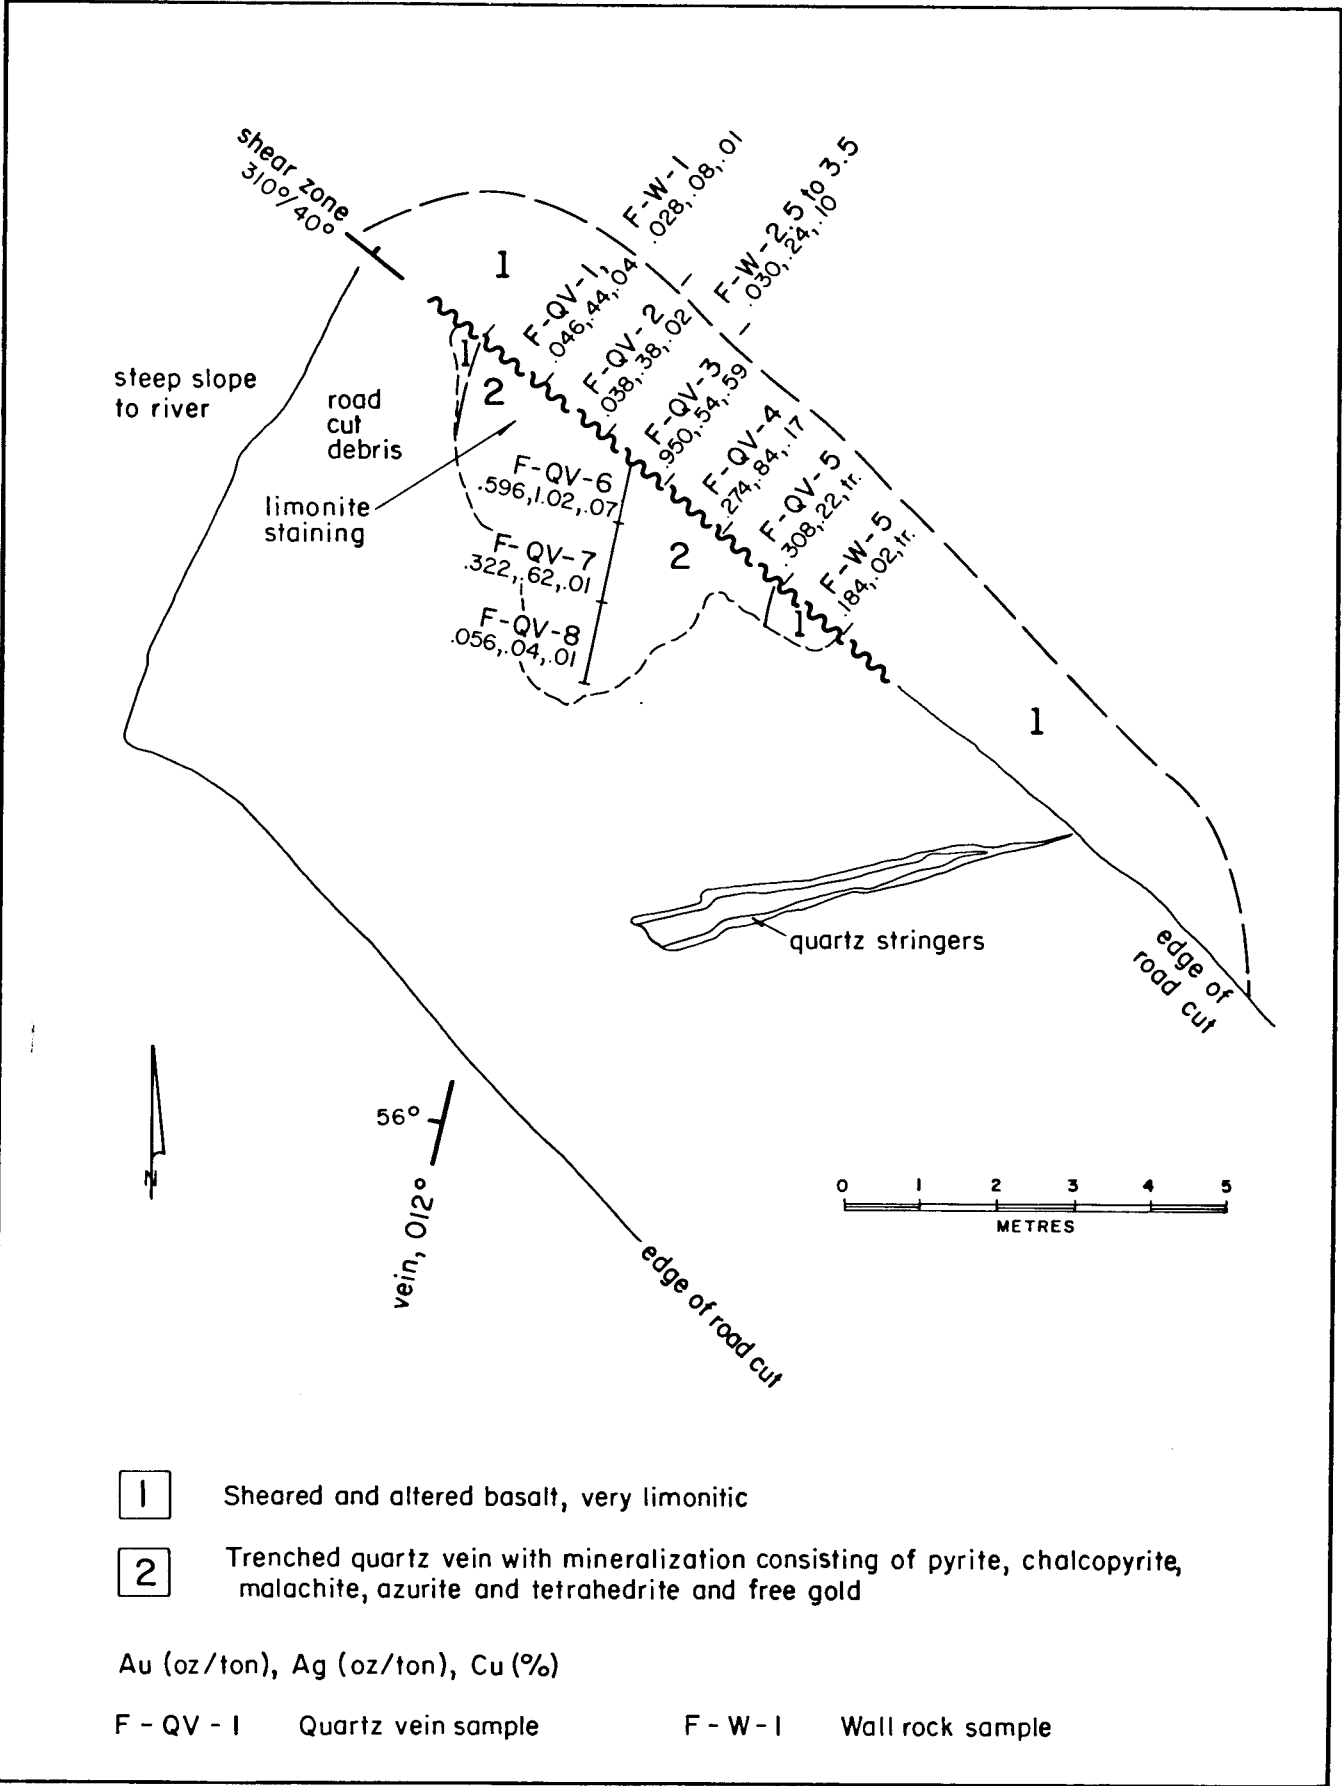 shear zone
310°/40°
F-W-1
.028,.08,.01
F-W-2.5 to 3.5
.030,.24,.10
1
F-QV-1,
.046,.44,.04
F-QV-2
.038,.38,.02
F-QV-3
.950,.54,.59
F-QV-4
.274,.84,.17
F-QV-5
.308,.22,tr.
F-W-5
.184,.02,tr.
1
2
steep slope
to river
road
cut
debris
limonite
staining
F-QV-6
.596,1.02,.07
F-QV-7
.322,.62,.01
F-QV-8
.056,.04,.01
2
1
1
quartz stringers
edge of
road cut
N
56°
vein, 012°
edge of road cut
0 1 2 3 4 5
METRES
1 Sheared and altered basalt, very limonitic
2 Trenched quartz vein with mineralization consisting of pyrite, chalcopyrite,
malachite, azurite and tetrahedrite and free gold
Au (oz/ton), Ag (oz/ton), Cu (%)
F - QV - 1 Quartz vein sample F - W - 1 Wall rock sample